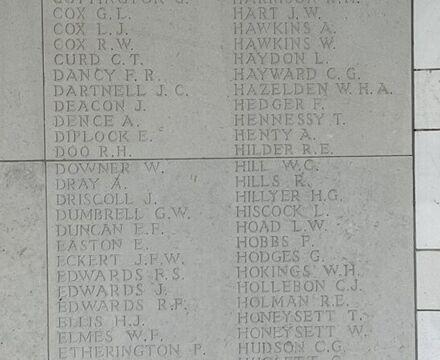 COX G.L.
COX L.J.
COX R.W.
CURD C.T.
DANCY F.R.
DARTNELL J.C.
DEACON J.
DENCE A.
DIPLOCK E.
DOO R.H.
DOWNER W.
DRAY A.
DRISCOLL J.
DUMBRELL G.W.
DUNCAN E.F.
EASTON E.
ECKERT J.F.W.
EDWARDS F.S.
EDWARDS J.
EDWARDS R.F.
ELLIS H.J.
ELMES W.F.
ETHERINGTON P.
HART J.W.
HAWKINS A.
HAWKINS W.
HAYDON L.
HAYWARD C.G.
HAZELDEN W.H.A.
HEDGER F.
HENNESSY T.
HENTY A.
HILDER R.E.
HILL W.C.
HILLS R.
HILLYER H.G.
HISCOCK L.
HOAD L.W.
HOBBS P.
HODGES G.
HOKINGS W.H.
HOLLEBON C.J.
HOLMAN R.E.
HONEYSETT T.
HONEYSETT W.
HUDSON C.G.